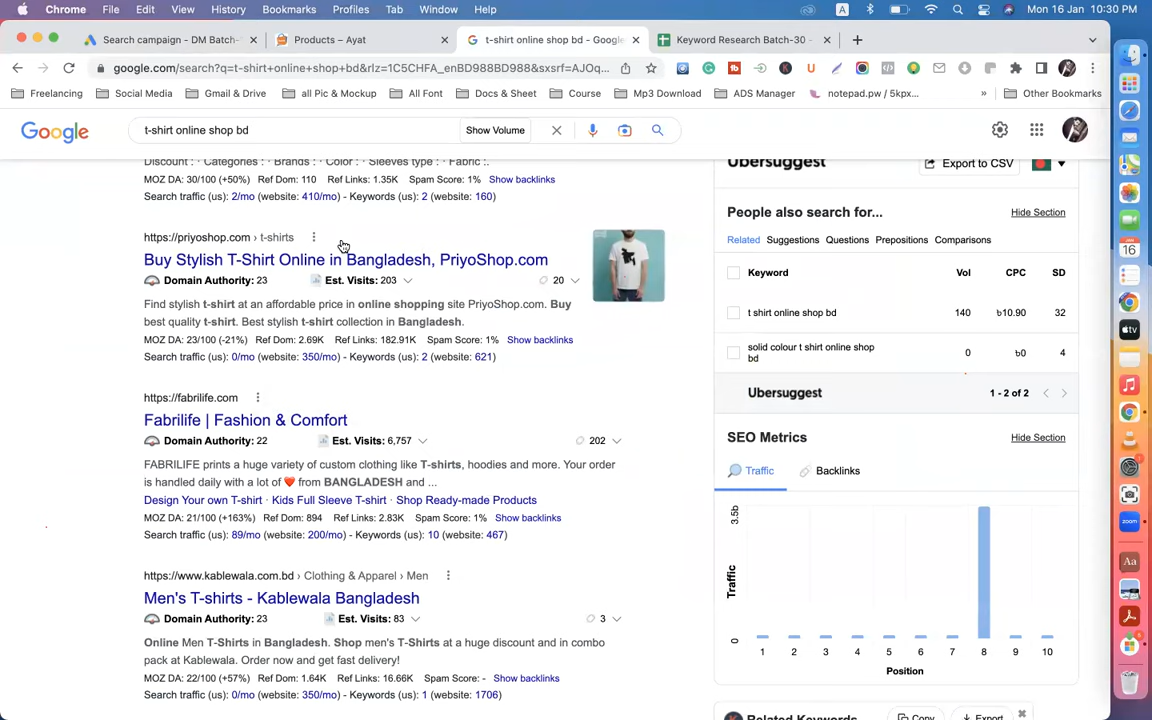 Chrome File Edit View History Bookmarks Profiles Tab Window Help A Mon 16 Jan 10:30 PM
Search campaign - DM Batch- Products – Ayat t-shirt online shop bd - Google Keyword Research Batch-30 -
google.com/search?q=t-shirt+online+shop+bd&rlz=1C5CHFA_enBD988BD988&sxsrf=AJOq...
Freelancing Social Media Gmail & Drive all Pic & Mockup All Font Docs & Sheet Course Mp3 Download ADS Manager notepad.pw / 5kpx... » Other Bookmarks
Google t-shirt online shop bd Show Volume
Discount : · Categories : · Brands : · Color : · Sleeves type : · Fabric :.
MOZ DA: 30/100 (+50%) Ref Dom: 110 Ref Links: 1.35K Spam Score: 1% Show backlinks
Search traffic (us): 2/mo (website: 410/mo) - Keywords (us): 2 (website: 160)
https://priyoshop.com › t-shirts
Buy Stylish T-Shirt Online in Bangladesh, PriyoShop.com
Domain Authority: 23 Est. Visits: 203 20
Find stylish t-shirt at an affordable price in online shopping site PriyoShop.com. Buy
best quality t-shirt. Best stylish t-shirt collection in Bangladesh.
MOZ DA: 23/100 (-21%) Ref Dom: 2.69K Ref Links: 182.91K Spam Score: 1% Show backlinks
Search traffic (us): 0/mo (website: 350/mo) - Keywords (us): 2 (website: 621)
https://fabrilife.com
Fabrilife | Fashion & Comfort
Domain Authority: 22 Est. Visits: 6,757 202
FABRILIFE prints a huge variety of custom clothing like T-shirts, hoodies and more. Your order
is handled daily with a lot of ❤️ from BANGLADESH and ...
Design Your own T-shirt · Kids Full Sleeve T-shirt · Shop Ready-made Products
MOZ DA: 21/100 (+163%) Ref Dom: 894 Ref Links: 2.83K Spam Score: 1% Show backlinks
Search traffic (us): 89/mo (website: 200/mo) - Keywords (us): 10 (website: 467)
https://www.kablewala.com.bd › Clothing & Apparel › Men
Men's T-shirts - Kablewala Bangladesh
Domain Authority: 23 Est. Visits: 83 3
Online Men T-Shirts in Bangladesh. Shop men's T-Shirts at a huge discount and in combo
pack at Kablewala. Order now and get fast delivery!
MOZ DA: 22/100 (+57%) Ref Dom: 1.64K Ref Links: 16.66K Spam Score: - Show backlinks
Search traffic (us): 0/mo (website: 350/mo) - Keywords (us): 1 (website: 1706)
Ubersuggest Export to CSV
People also search for... Hide Section
Related Suggestions Questions Prepositions Comparisons
Keyword Vol CPC SD
t shirt online shop bd 140 ৳10.90 32
solid colour t shirt online shop
bd 0 ৳0 4
Ubersuggest 1 - 2 of 2
SEO Metrics Hide Section
Traffic Backlinks
3.5b
Traffic
0
1 2 3 4 5 6 7 8 9 10
Position
Related Keywords Copy Export